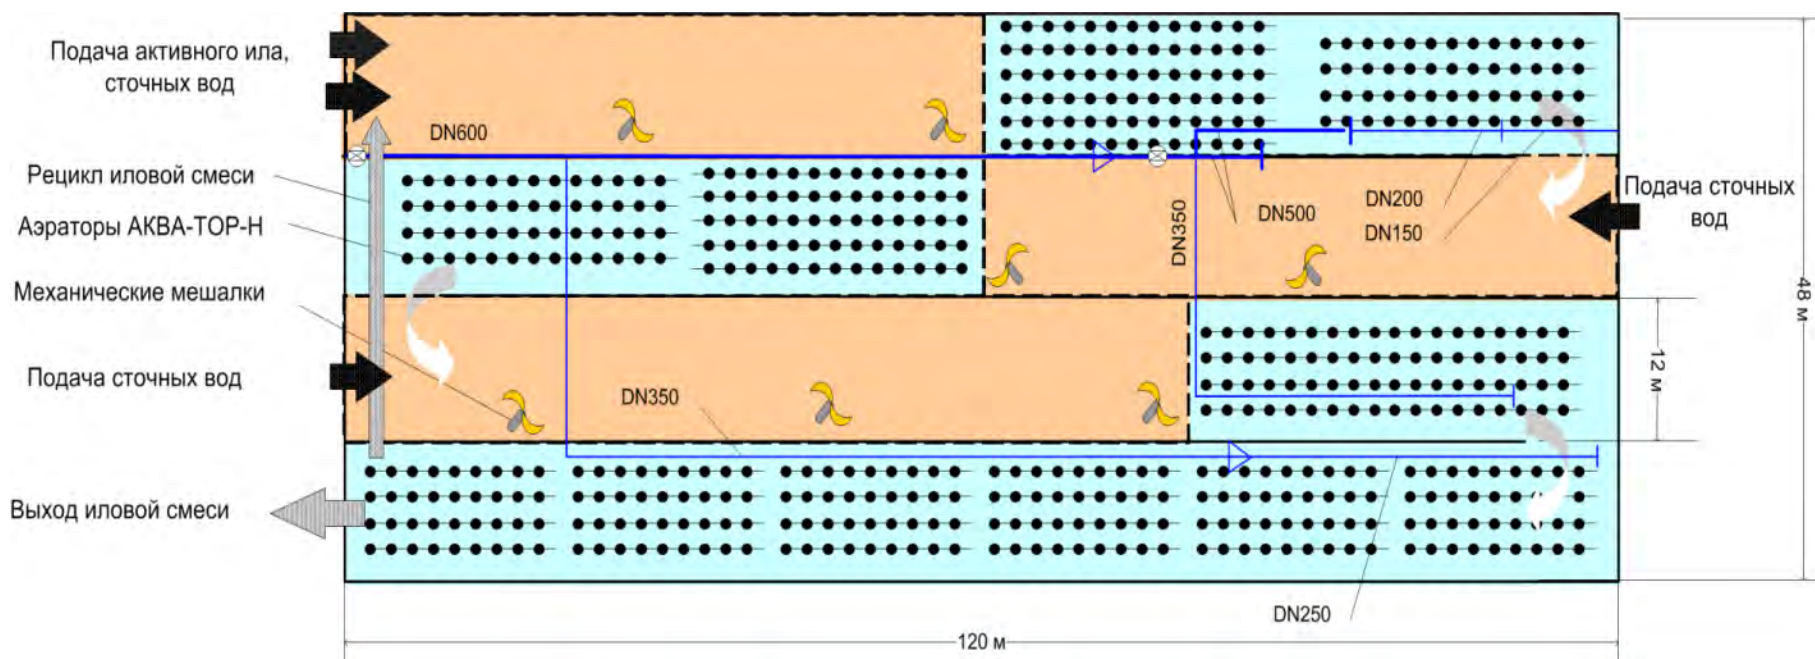 Подача активного ила,
сточных вод
DN600
Рецикл иловой смеси
Аэраторы АКВА-ТОР-Н
Механические мешалки
Подача сточных вод
Выход иловой смеси
DN350
DN350
DN500
DN200
DN150
Подача сточных
вод
48 м
12 м
DN250
120 м